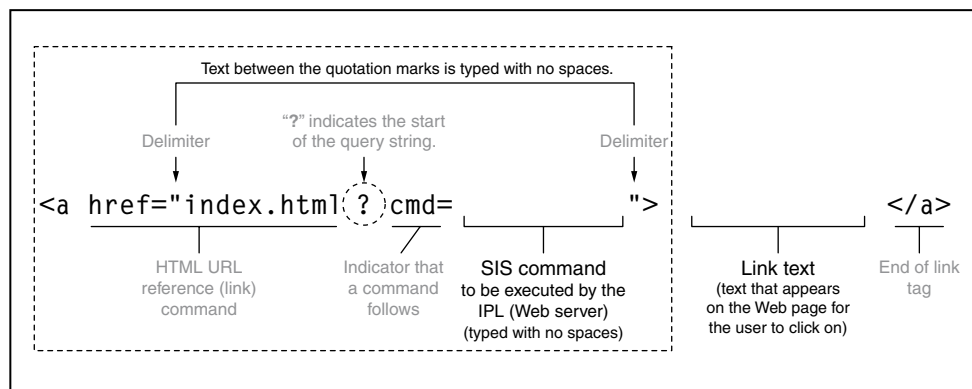 Text between the quotation marks is typed with no spaces.
"?" indicates the start
of the query string.
Delimiter
Delimiter
<a href="index.html ? cmd= "> </a>
HTML URL
reference (link)
command
Indicator that
a command
follows
SIS command
to be executed by the
IPL (Web server)
(typed with no spaces)
Link text
(text that appears
on the Web page for
the user to click on)
End of link
tag